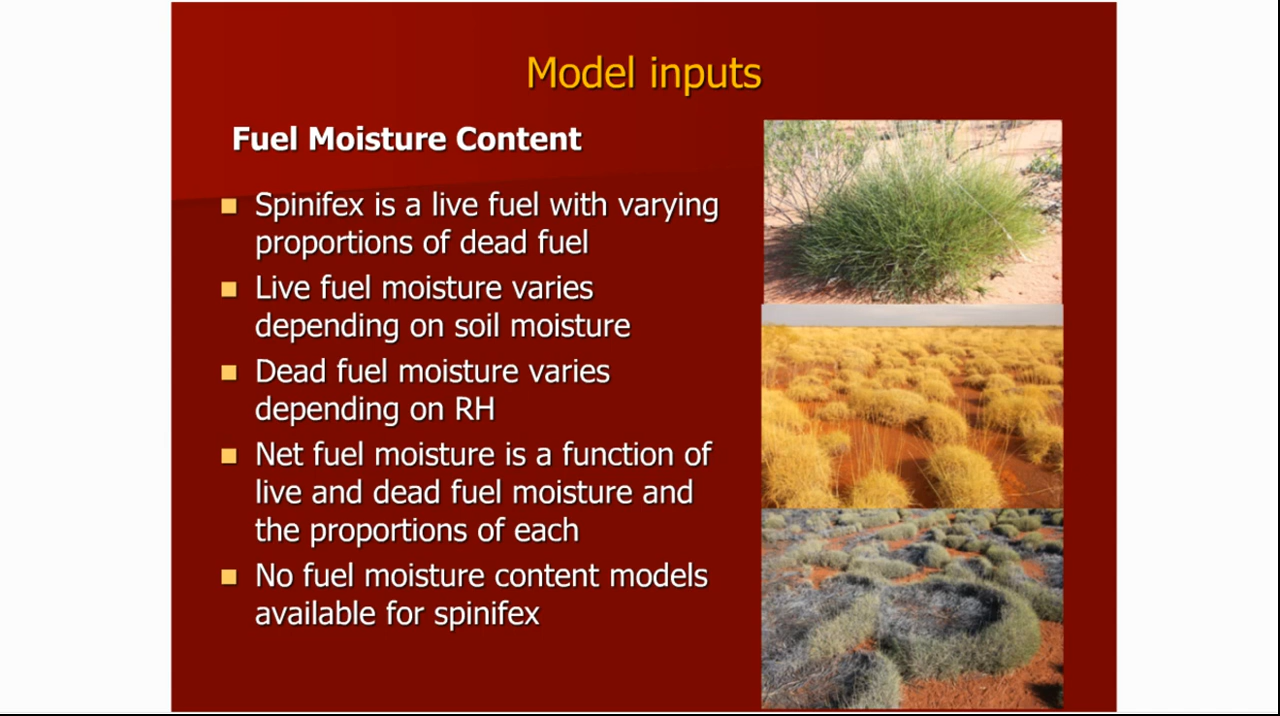 Model inputs
Fuel Moisture Content
Spinifex is a live fuel with varying
proportions of dead fuel
Live fuel moisture varies
depending on soil moisture
Dead fuel moisture varies
depending on RH
Net fuel moisture is a function of
live and dead fuel moisture and
the proportions of each
No fuel moisture content models
available for spinifex